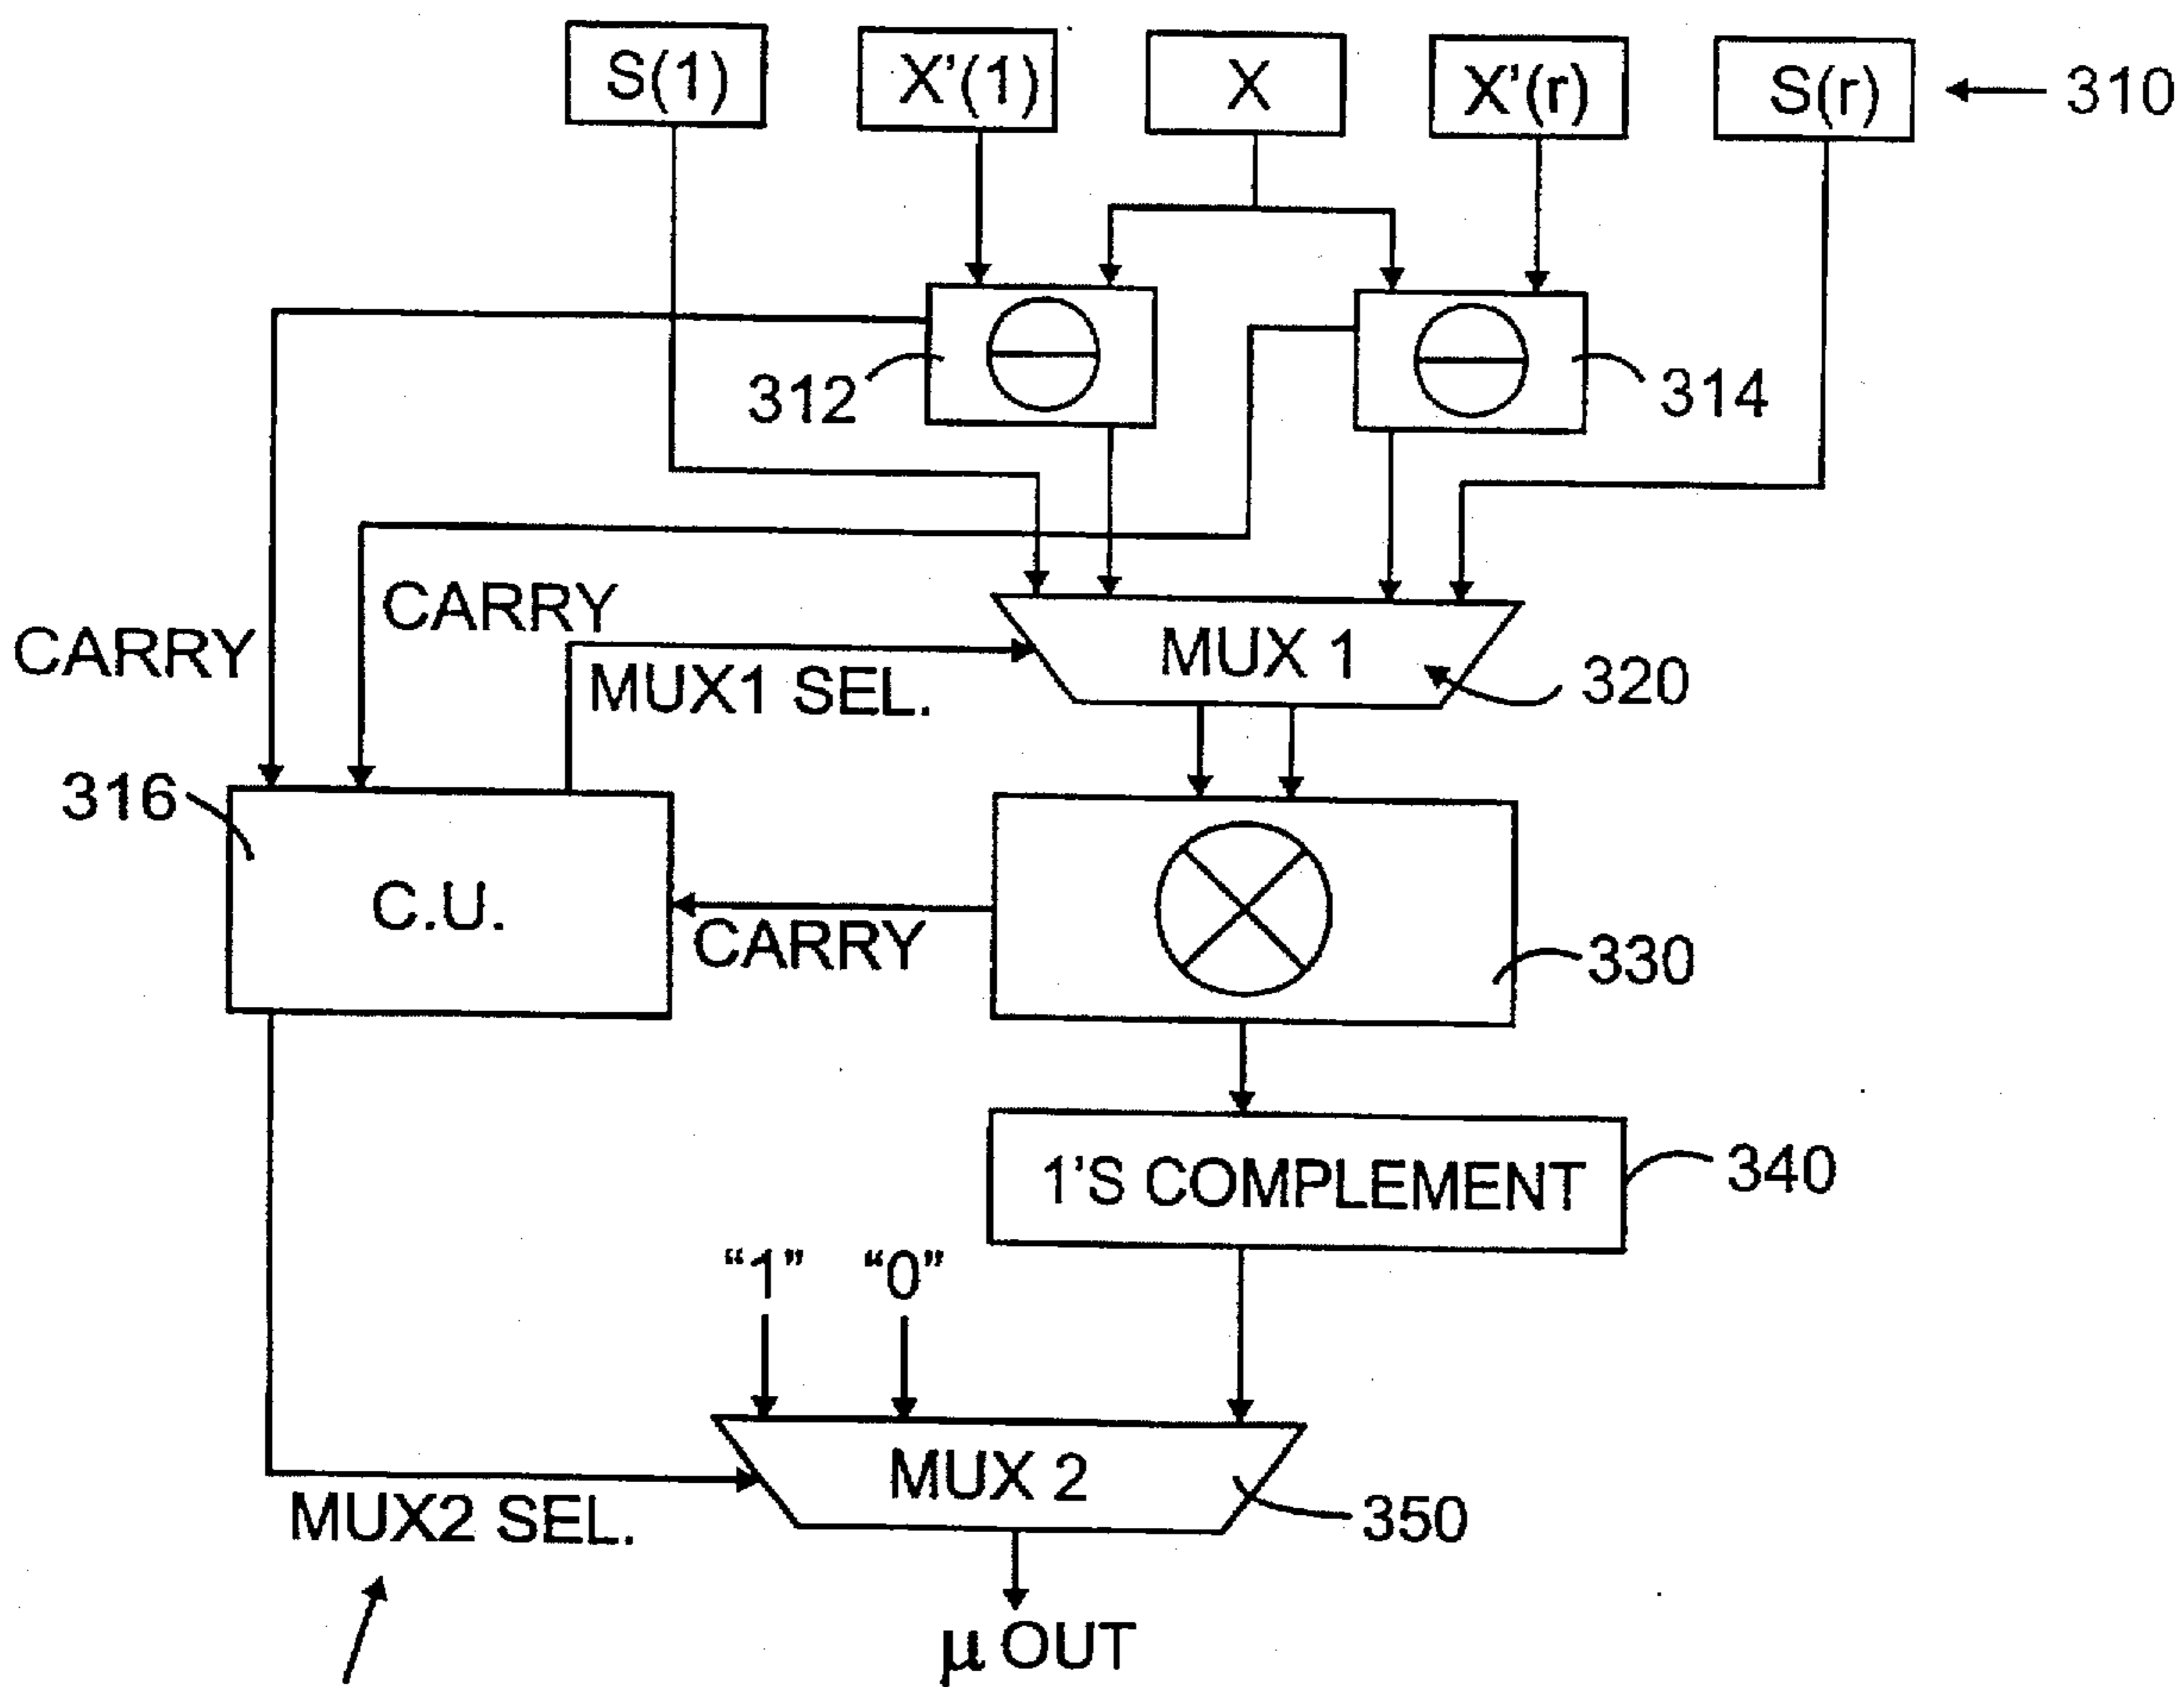 S(1) X'(1) X X'(r) S(r) 310
312 314
CARRY CARRY MUX 1
MUX1 SEL. 320
316 C.U. CARRY 330
1'S COMPLEMENT 340
“1” “0”
MUX 2
MUX2 SEL. 350
μ OUT